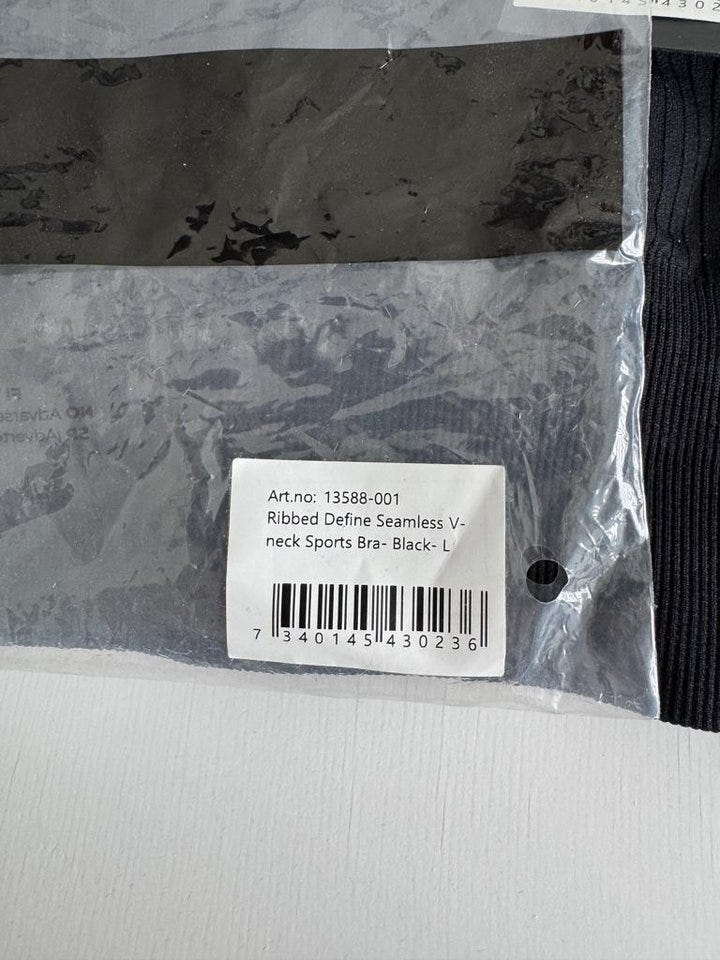 Art.no: 13588-001
Ribbed Define Seamless V-
neck Sports Bra- Black- L
7 340145 430236